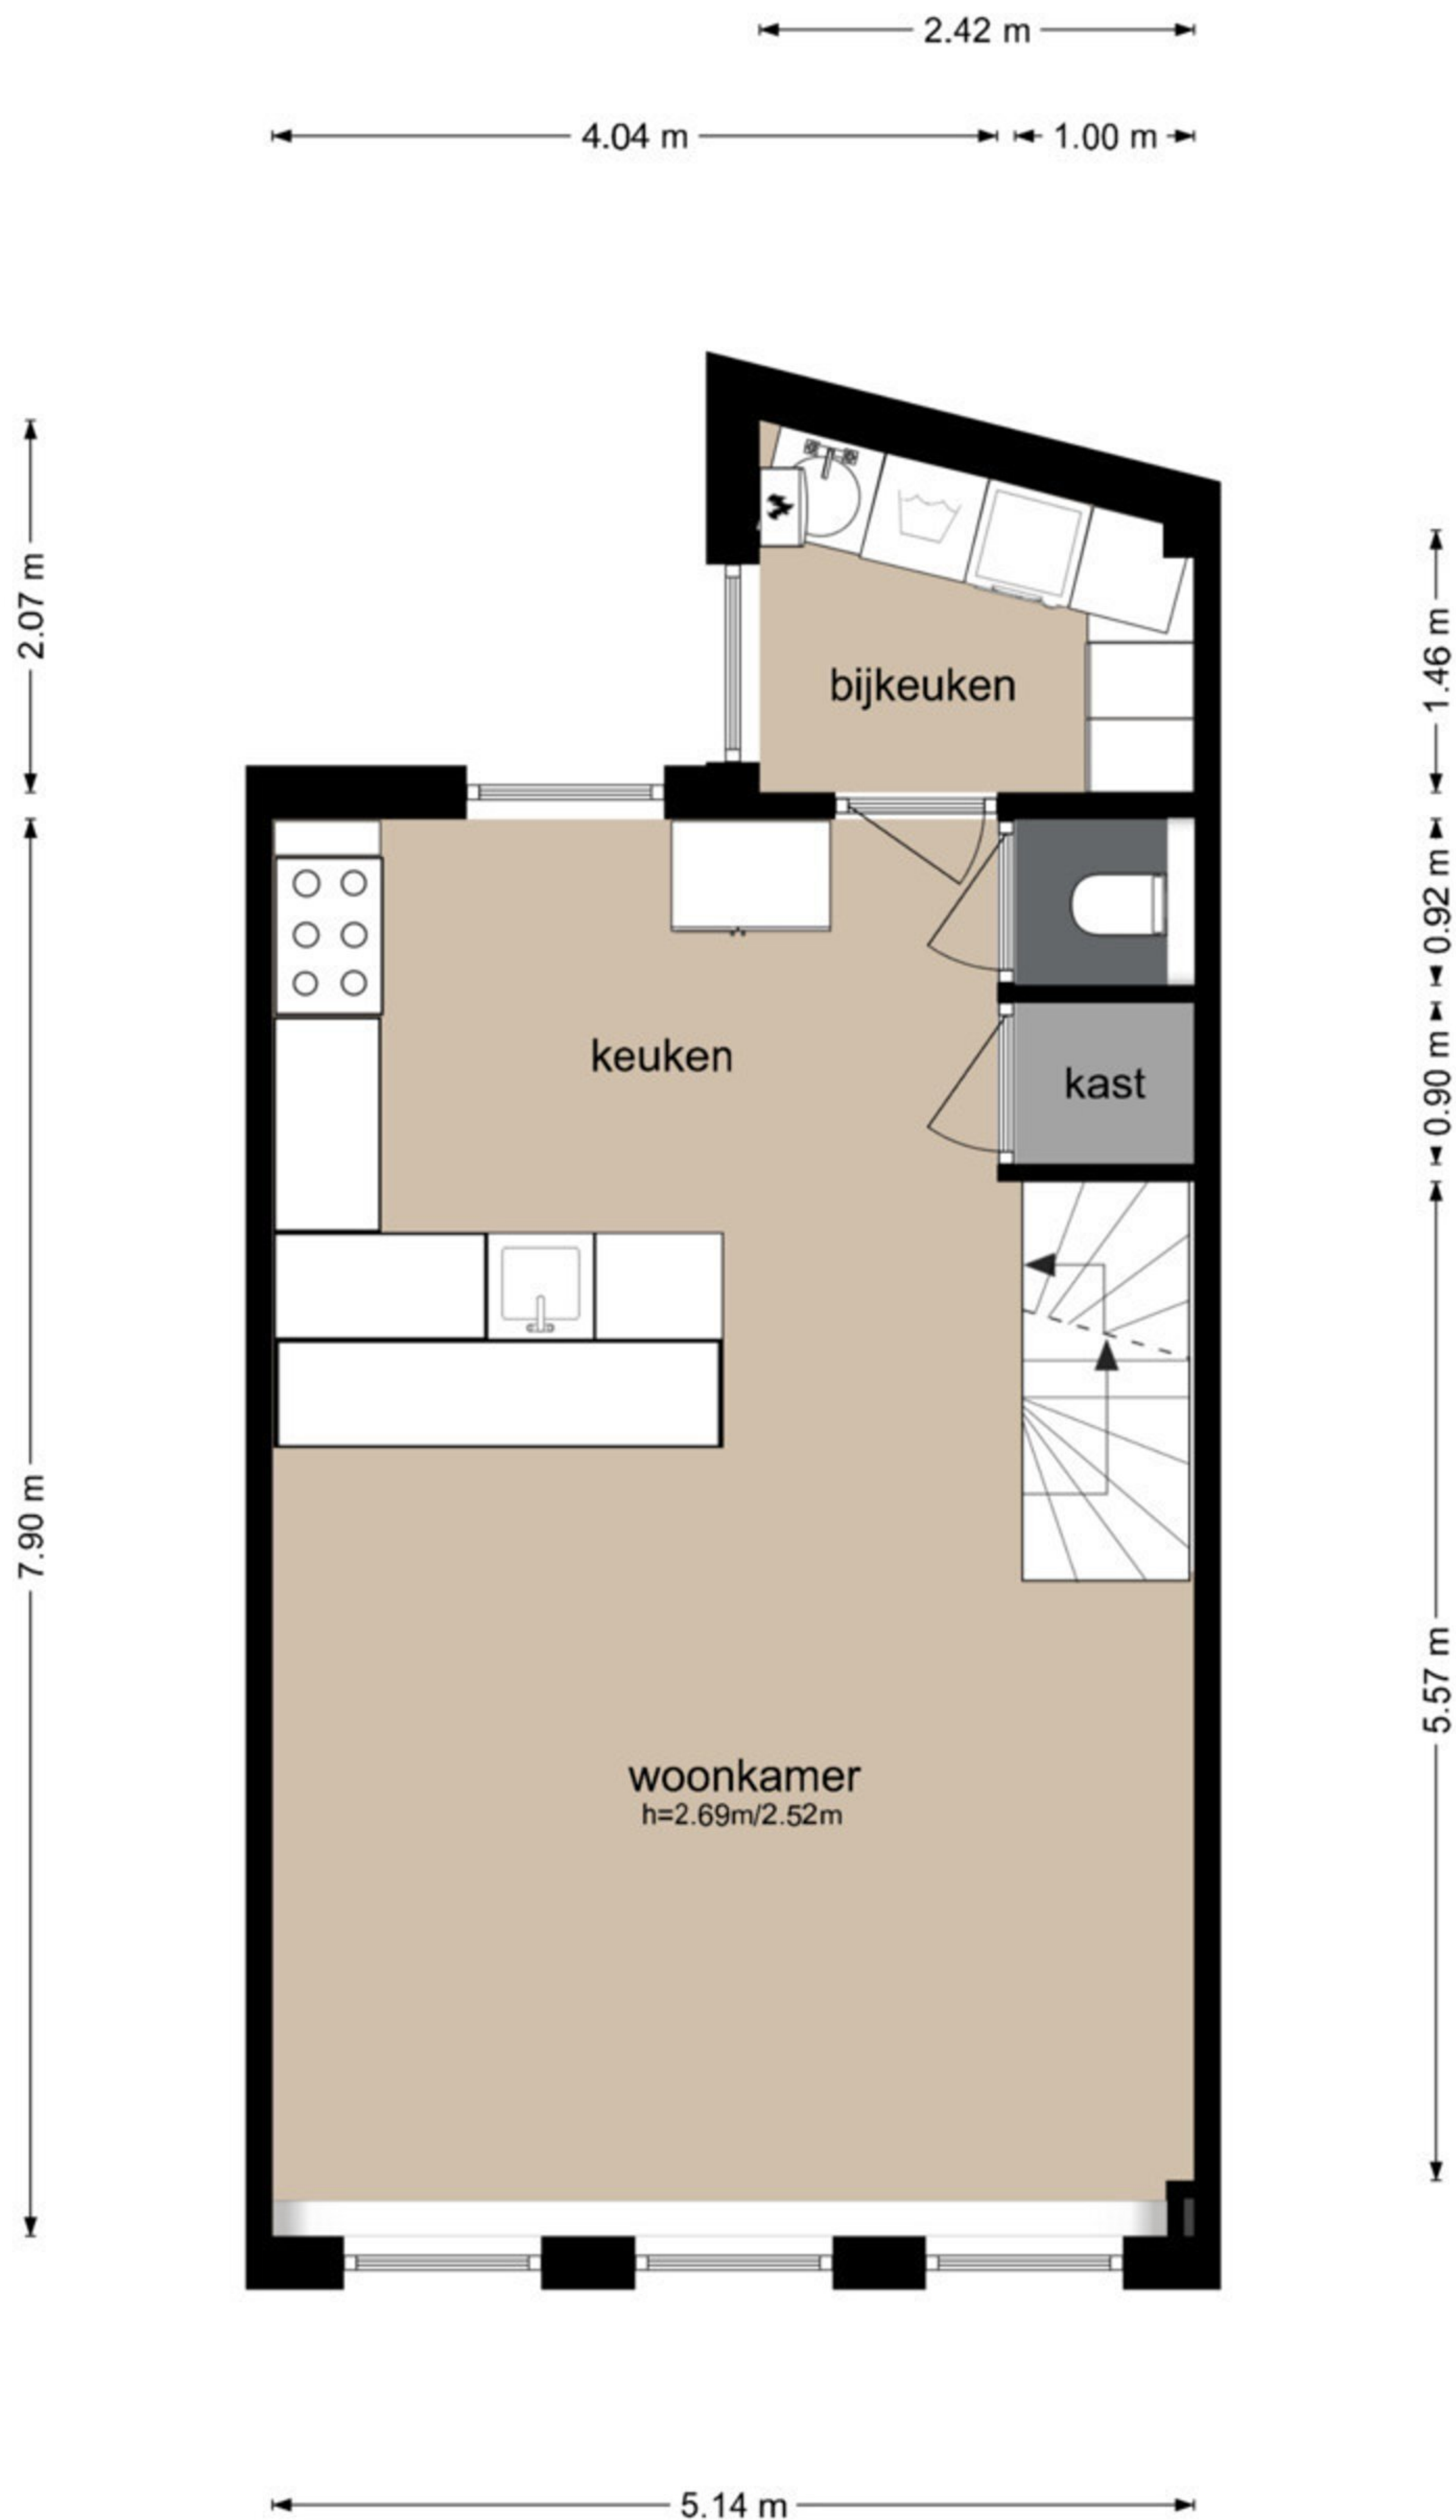 2.42 m
4.04 m
1.00 m
2.07 m
1.46 m
bijkeuken
0.92 m
keuken
kast
0.90 m
7.90 m
5.57 m
woonkamer
h=2.69m/2.52m
5.14 m